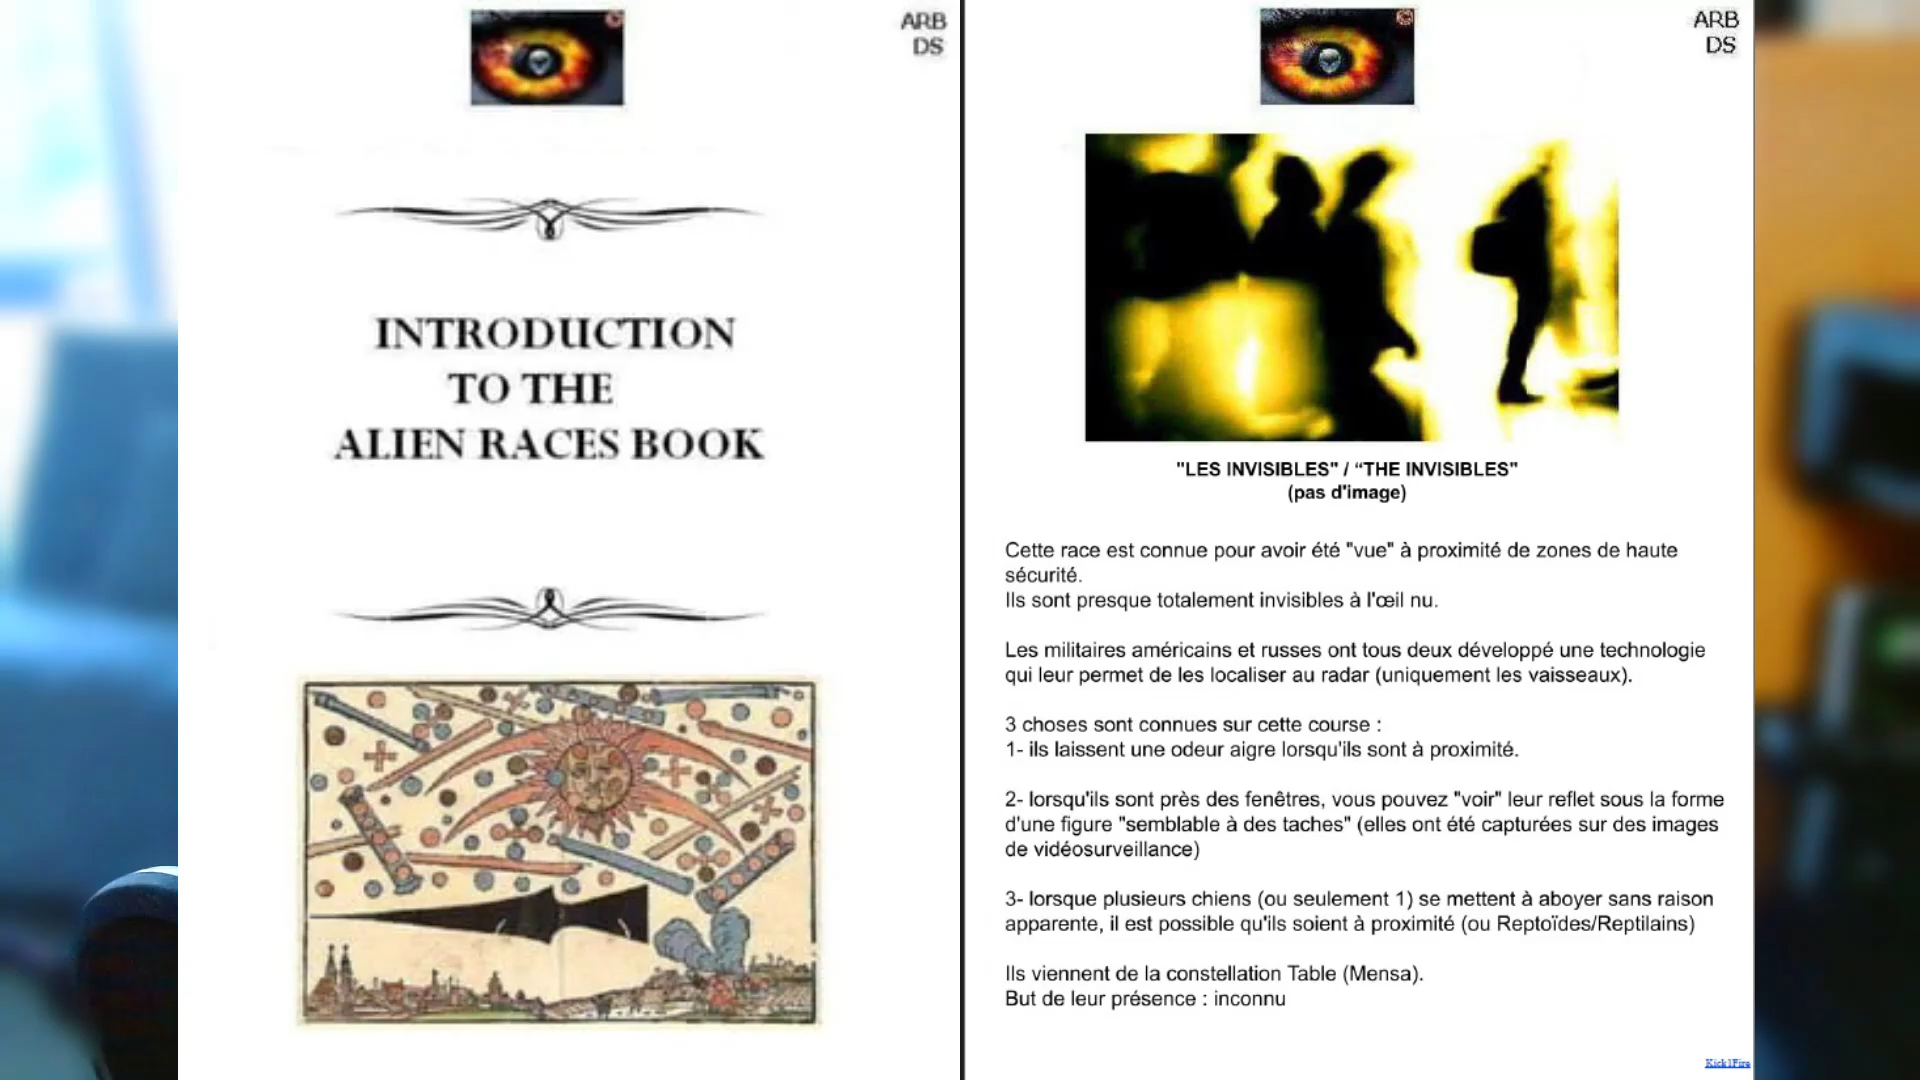 ARB
DS
INTRODUCTION
TO THE
ALIEN RACES BOOK
ARB
DS
"LES INVISIBLES" / “THE INVISIBLES”
(pas d'image)
Cette race est connue pour avoir été "vue" à proximité de zones de haute
sécurité.
Ils sont presque totalement invisibles à l'œil nu.
Les militaires américains et russes ont tous deux développé une technologie
qui leur permet de les localiser au radar (uniquement les vaisseaux).
3 choses sont connues sur cette course :
1- ils laissent une odeur aigre lorsqu'ils sont à proximité.
2- lorsqu'ils sont près des fenêtres, vous pouvez "voir" leur reflet sous la forme
d'une figure "semblable à des taches" (elles ont été capturées sur des images
de vidéosurveillance)
3- lorsque plusieurs chiens (ou seulement 1) se mettent à aboyer sans raison
apparente, il est possible qu'ils soient à proximité (ou Reptoïdes/Reptilains)
Ils viennent de la constellation Table (Mensa).
But de leur présence : inconnu
Kick1Fire